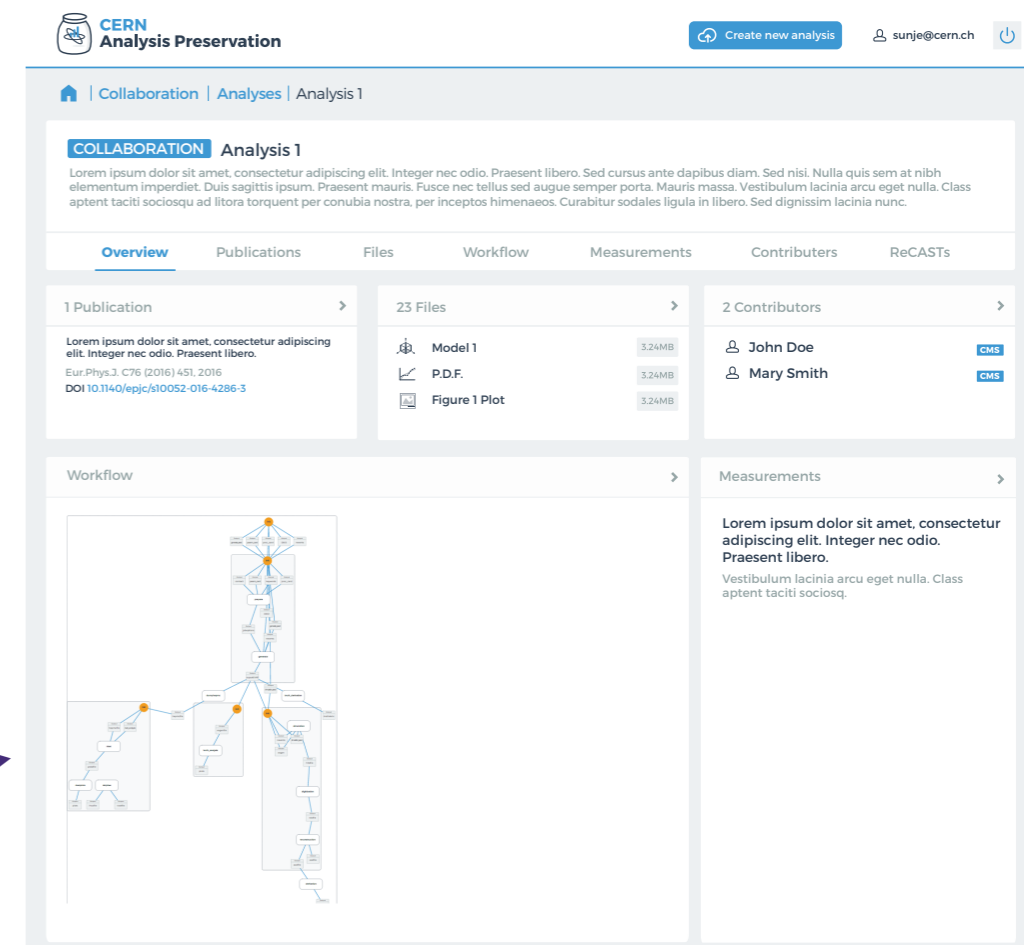 CERN
Analysis Preservation
Create new analysis
sunje@cern.ch
| Collaboration | Analyses | Analysis 1
COLLABORATION Analysis 1
Lorem ipsum dolor sit amet, consectetur adipiscing elit. Integer nec odio. Praesent libero. Sed cursus ante dapibus diam. Sed nisi. Nulla quis sem at nibh
elementum imperdiet. Duis sagittis ipsum. Praesent mauris. Fusce nec tellus sed augue semper porta. Mauris massa. Vestibulum lacinia arcu eget nulla. Class
aptent taciti sociosqu ad litora torquent per conubia nostra, per inceptos himenaeos. Curabitur sodales ligula in libero. Sed dignissim lacinia nunc.
Overview Publications Files Workflow Measurements Contributers ReCASTs
1 Publication
Lorem ipsum dolor sit amet, consectetur adipiscing
elit. Integer nec odio. Praesent libero.
Eur.Phys.J. C76 (2016) 451, 2016
DOI 10.1140/epjc/s10052-016-4286-3
23 Files
Model 1 3.24MB
P.D.F. 3.24MB
Figure 1 Plot 3.24MB
2 Contributors
John Doe CMS
Mary Smith CMS
Workflow
Measurements
Lorem ipsum dolor sit amet, consectetur
adipiscing elit. Integer nec odio.
Praesent libero.
Vestibulum lacinia arcu eget nulla. Class
aptent taciti sociosq.